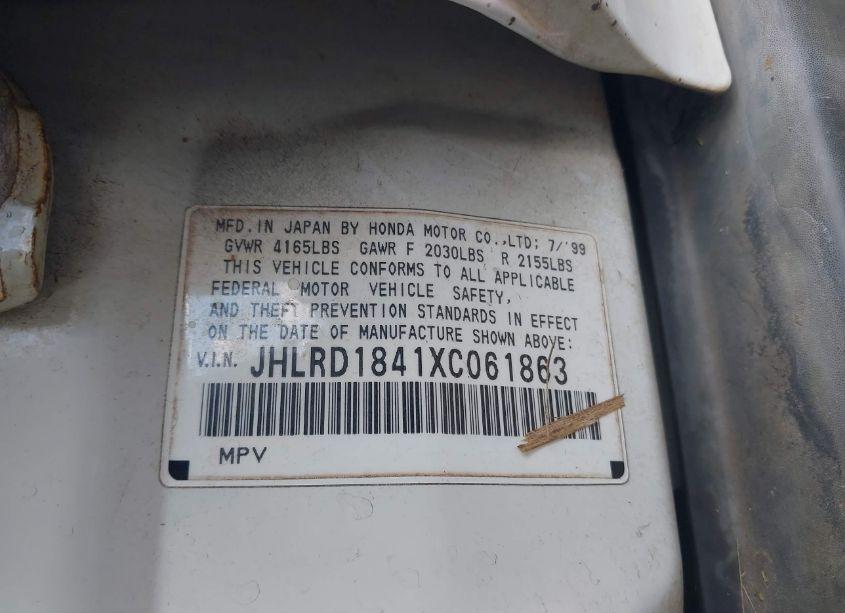 MFD.IN JAPAN BY HONDA MOTOR CO.,LTD; 7/'99
GVWR 4165LBS GAWR F 2030LBS R 2155LBS
THIS VEHICLE CONFORMS TO ALL APPLICABLE
FEDERAL MOTOR VEHICLE SAFETY,
AND THEFT PREVENTION STANDARDS IN EFFECT
ON THE DATE OF MANUFACTURE SHOWN ABOVE:
V.I.N. JHLRD1841XC061863
MPV